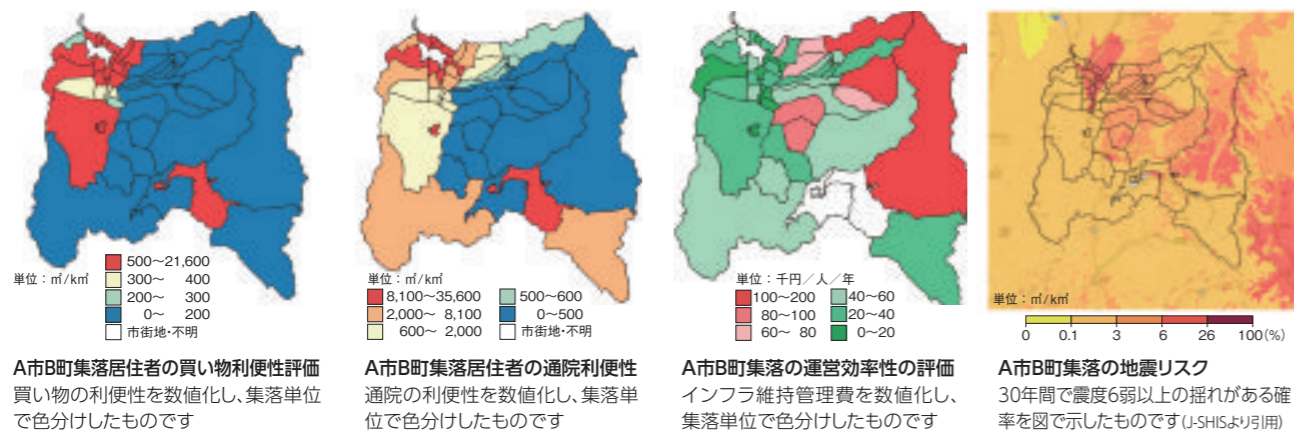 単位：㎡/k㎡
500～21,600
300～ 400
200～ 300
0～ 200
市街地・不明
A市B町集落居住者の買い物利便性評価
買い物の利便性を数値化し、集落単位
で色分けしたものです
単位：㎡/k㎡
8,100～35,600
2,000～ 8,100
600～ 2,000
500～600
0～500
市街地・不明
A市B町集落居住者の通院利便性
通院の利便性を数値化し、集落単
位で色分けしたものです
単位：千円／人／年
100～200
80～100
60～ 80
40～60
20～40
0～20
A市B町集落の運営効率性の評価
インフラ維持管理費を数値化し、
集落単位で色分けしたものです
単位：㎡/k㎡
0 0.1 3 6 26 100(%)
A市B町集落の地震リスク
30年間で震度6弱以上の揺れがある確
率を図で示したものです(J-SHISより引用)